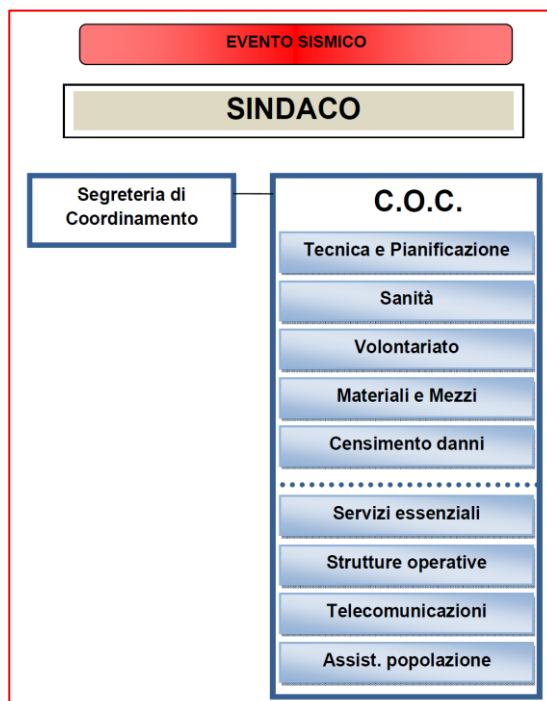 EVENTO SISMICO
SINDACO
Segreteria di
Coordinamento
C.O.C.
Tecnica e Pianificazione
Sanità
Volontariato
Materiali e Mezzi
Censimento danni
Servizi essenziali
Strutture operative
Telecomunicazioni
Assist. popolazione